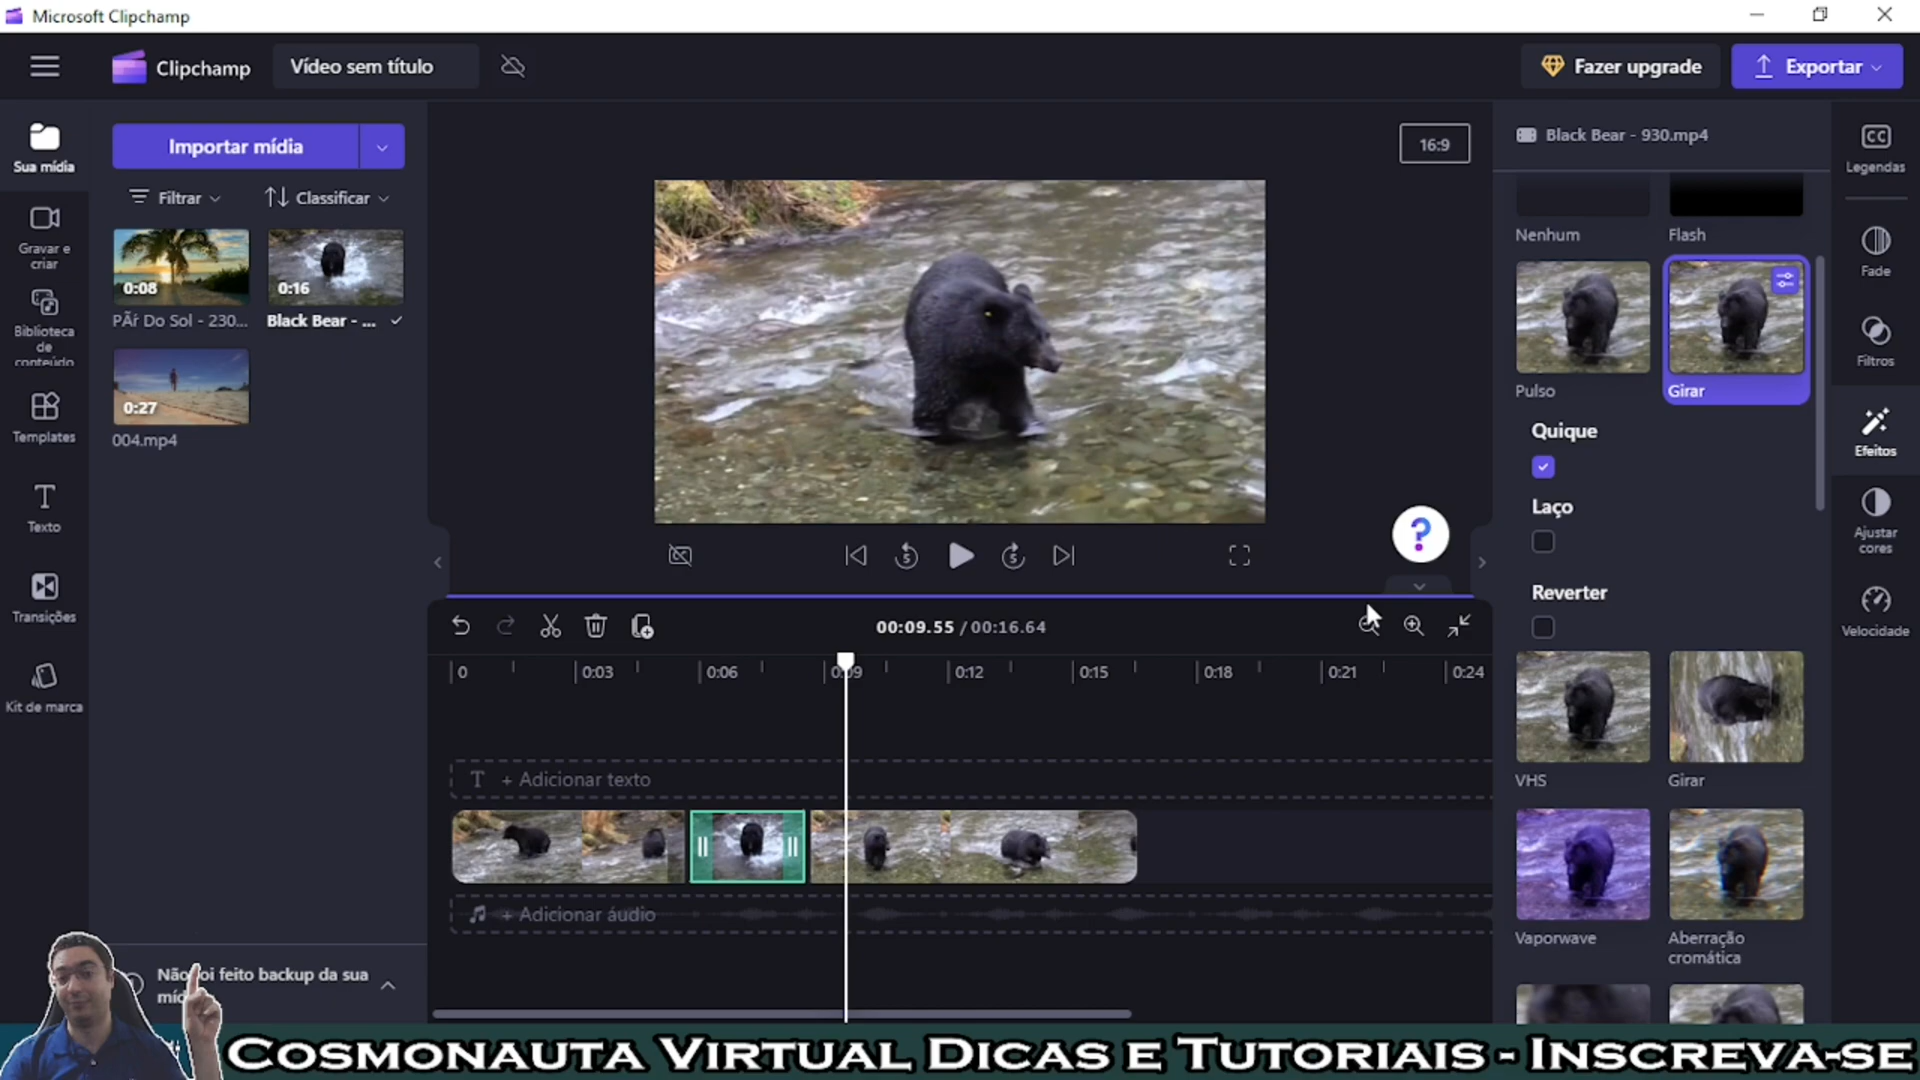 Microsoft Clipchamp
Clipchamp
Vídeo sem título
Fazer upgrade
Exportar
Sua mídia
Gravar e
criar
Biblioteca
de
conteúdo
Templates
Texto
Transições
Kit de marca
Importar mídia
Filtrar
Classificar
0:08
PÃŕ Do Sol - 230...
0:16
Black Bear - ...
0:27
004.mp4
16:9
?
5
5
00:09.55 / 00:16.64
0
0:03
0:06
0:09
0:12
0:15
0:18
0:21
0:24
T + Adicionar texto
+ Adicionar áudio
Black Bear - 930.mp4
Nenhum
Flash
Pulso
Girar
Quique
Laço
Reverter
VHS
Girar
Vaporwave
Aberração
cromática
CC
Legendas
Fade
Filtros
Efeitos
Ajustar
cores
Velocidade
feito backup da sua
Cosmonauta Virtual Dicas e Tutoriais - Inscreva-se